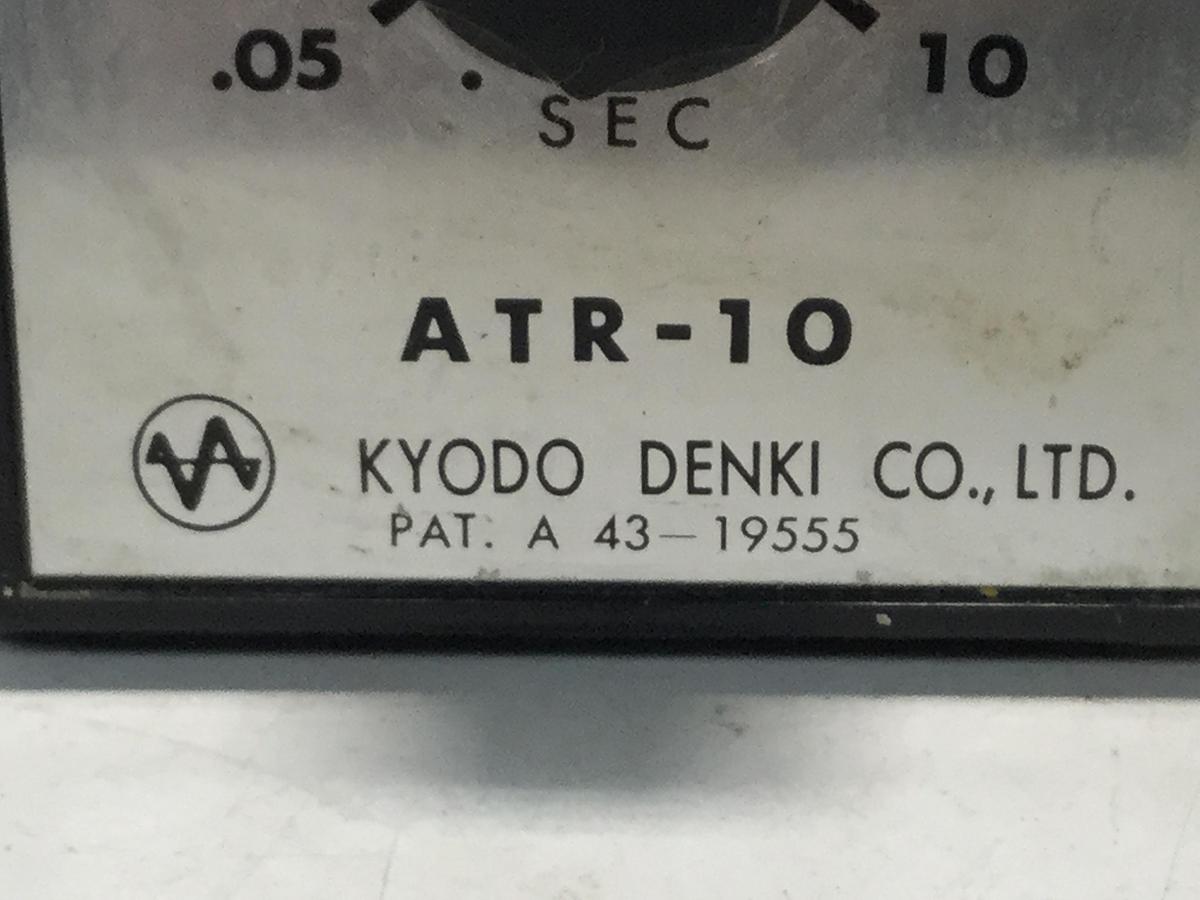 .05 10
SEC
ATR-10
KYODO DENKI CO., LTD.
PAT. A 43-19555